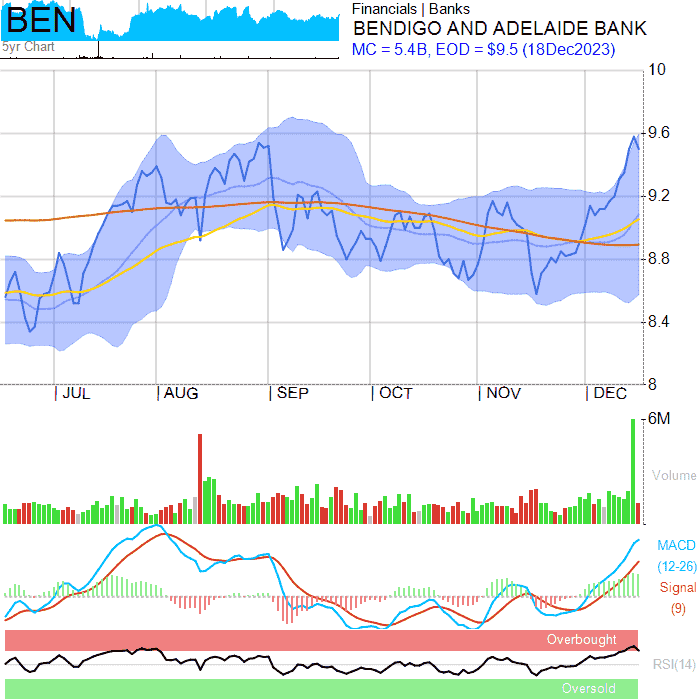 BEN
5yr Chart
Financials | Banks
BENDIGO AND ADELAIDE BANK
MC = 5.4B, EOD = $9.5 (18Dec2023)
10
9.6
9.2
8.8
8.4
8
JUL AUG SEP OCT NOV DEC
6M
Volume
MACD
(12-26)
Signal
(9)
Overbought
RSI(14)
Oversold